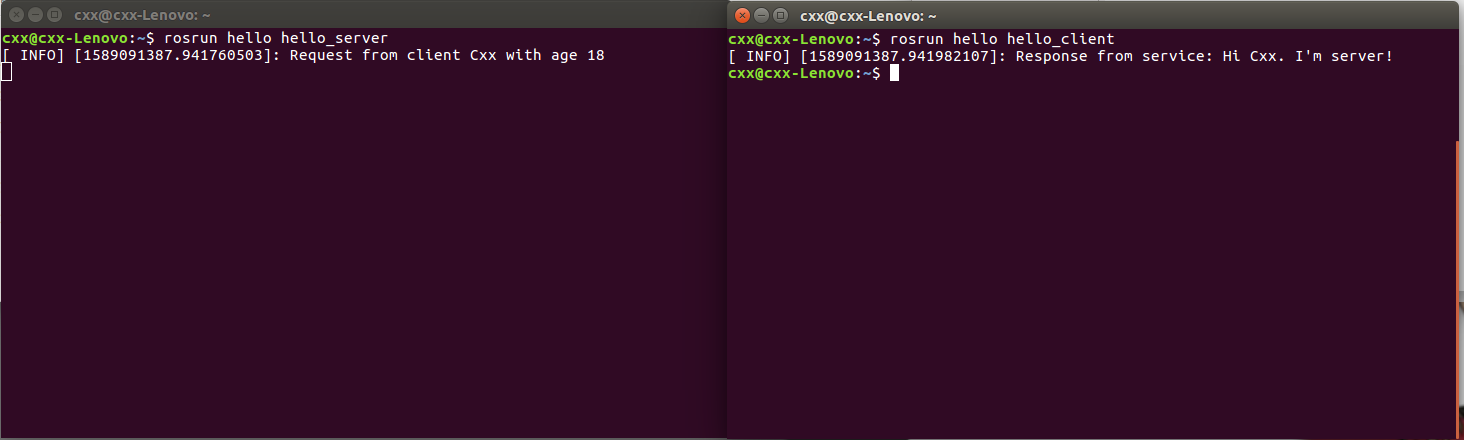 cxx@cxx-Lenovo: ~
cxx@cxx-Lenovo:~$ rosrun hello hello_server
[ INFO] [1589091387.941760503]: Request from client Cxx with age 18
cxx@cxx-Lenovo: ~
cxx@cxx-Lenovo:~$ rosrun hello hello_client
[ INFO] [1589091387.941982107]: Response from service: Hi Cxx. I'm server!
cxx@cxx-Lenovo:~$